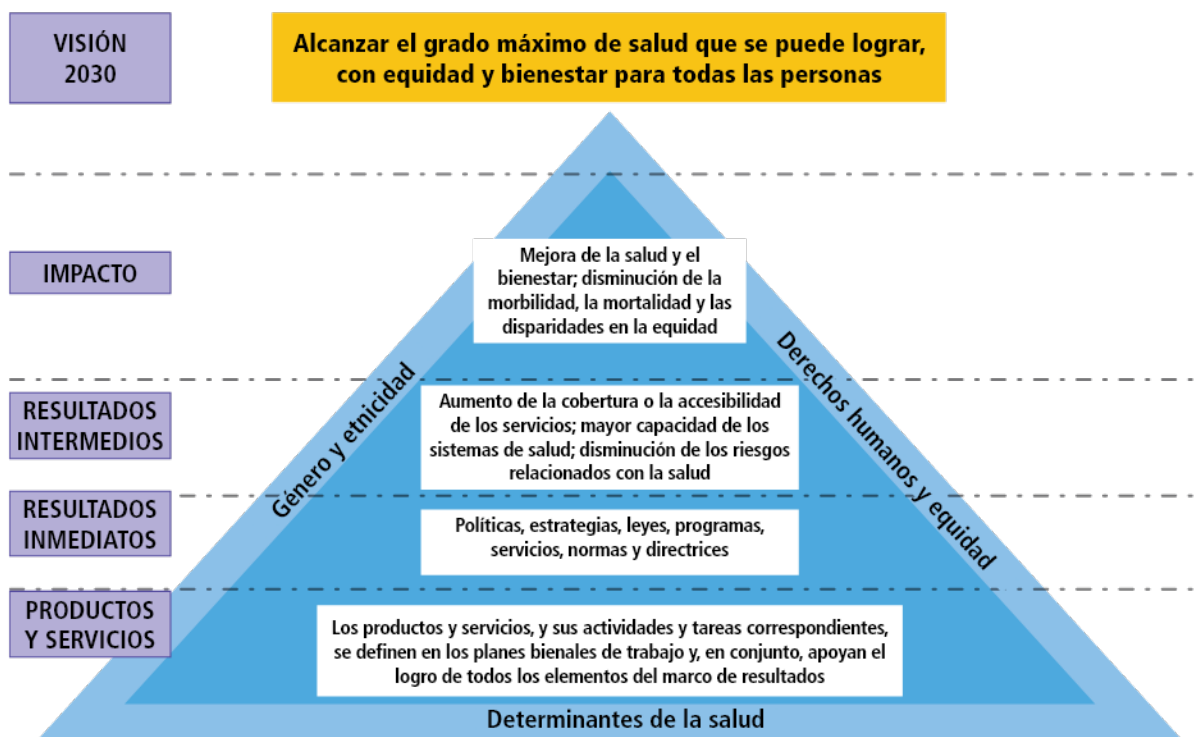 VISIÓN
2030
Alcanzar el grado máximo de salud que se puede lograr,
con equidad y bienestar para todas las personas
IMPACTO
Mejora de la salud y el
bienestar; disminución de la
morbilidad, la mortalidad y las
disparidades en la equidad
Género y etnicidad
Derechos humanos y equidad
RESULTADOS
INTERMEDIOS
Aumento de la cobertura o la accesibilidad
de los servicios; mayor capacidad de los
sistemas de salud; disminución de los riesgos
relacionados con la salud
RESULTADOS
INMEDIATOS
Políticas, estrategias, leyes, programas,
servicios, normas y directrices
PRODUCTOS
Y SERVICIOS
Los productos y servicios, y sus actividades y tareas correspondientes,
se definen en los planes bienales de trabajo y, en conjunto, apoyan el
logro de todos los elementos del marco de resultados
Determinantes de la salud